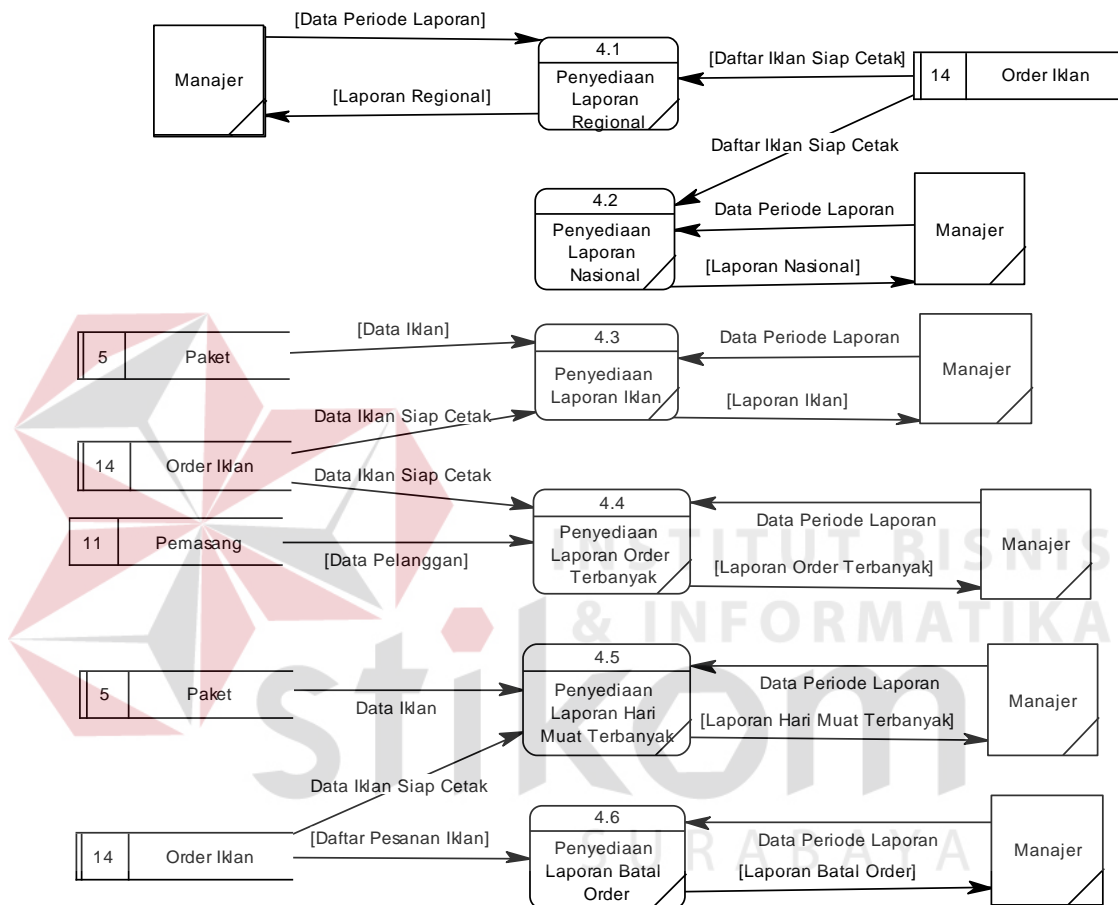 [Data Periode Laporan]
4.1
Penyediaan
Laporan
Regional
Manajer
[Daftar Iklan Siap Cetak]
14 Order Iklan
[Laporan Regional]
Daftar Iklan Siap Cetak
4.2
Penyediaan
Laporan
Nasional
Data Periode Laporan
Manajer
[Laporan Nasional]
5 Paket
[Data Iklan]
4.3
Penyediaan
Laporan Iklan
Data Periode Laporan
Manajer
[Laporan Iklan]
Data Iklan Siap Cetak
14 Order Iklan
Data Iklan Siap Cetak
4.4
Penyediaan
Laporan Order
Terbanyak
11 Pemasang
[Data Pelanggan]
Data Periode Laporan
Manajer
[Laporan Order Terbanyak]
INSTITUT BISNIS
& INFORMATIKA
stikom
SURABAYA
4.5
Penyediaan
Laporan Hari
Muat Terbanyak
5 Paket
Data Iklan
Data Periode Laporan
Manajer
[Laporan Hari Muat Terbanyak]
Data Iklan Siap Cetak
14 Order Iklan
[Daftar Pesanan Iklan]
4.6
Penyediaan
Laporan Batal
Order
Data Periode Laporan
Manajer
[Laporan Batal Order]